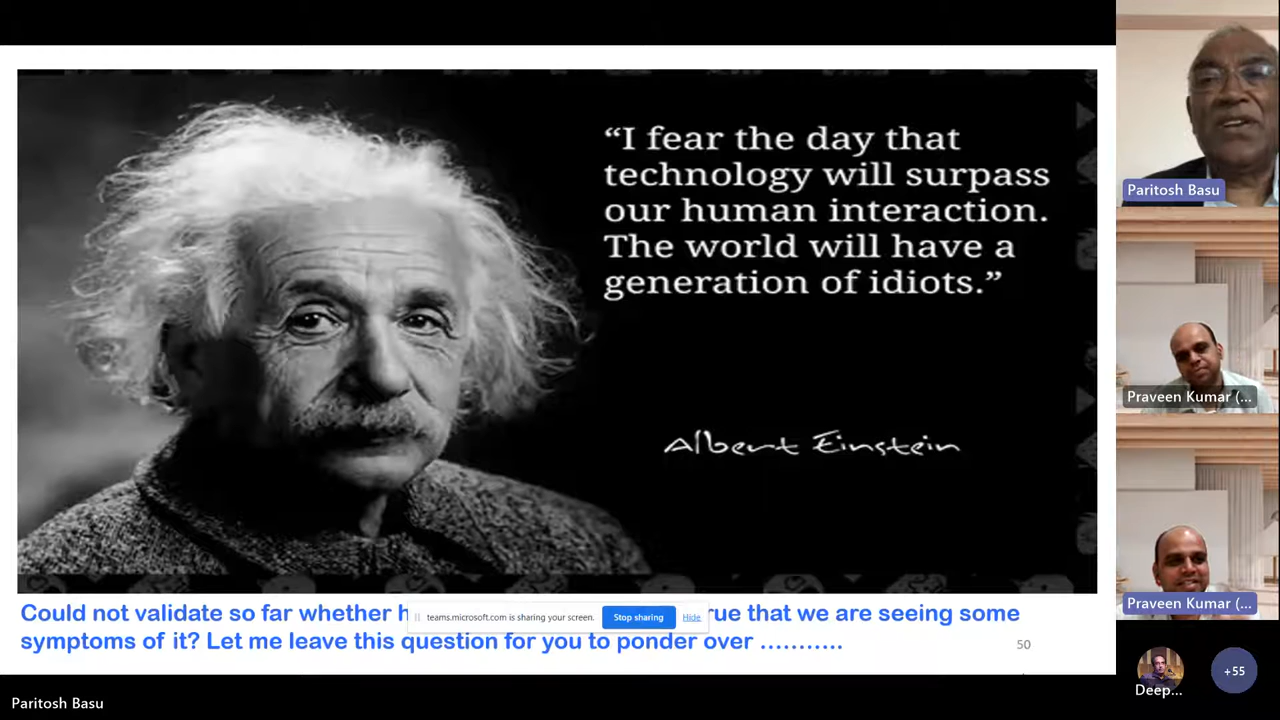 “I fear the day that
technology will surpass
our human interaction.
The world will have a
generation of idiots.”
Albert Einstein
Could not validate so far whether h rue that we are seeing some
symptoms of it? Let me leave this question for you to ponder over ………..
50
teams.microsoft.com is sharing your screen. Stop sharing Hide
Paritosh Basu
Praveen Kumar (...
Praveen Kumar (...
Deep...
+55
Paritosh Basu